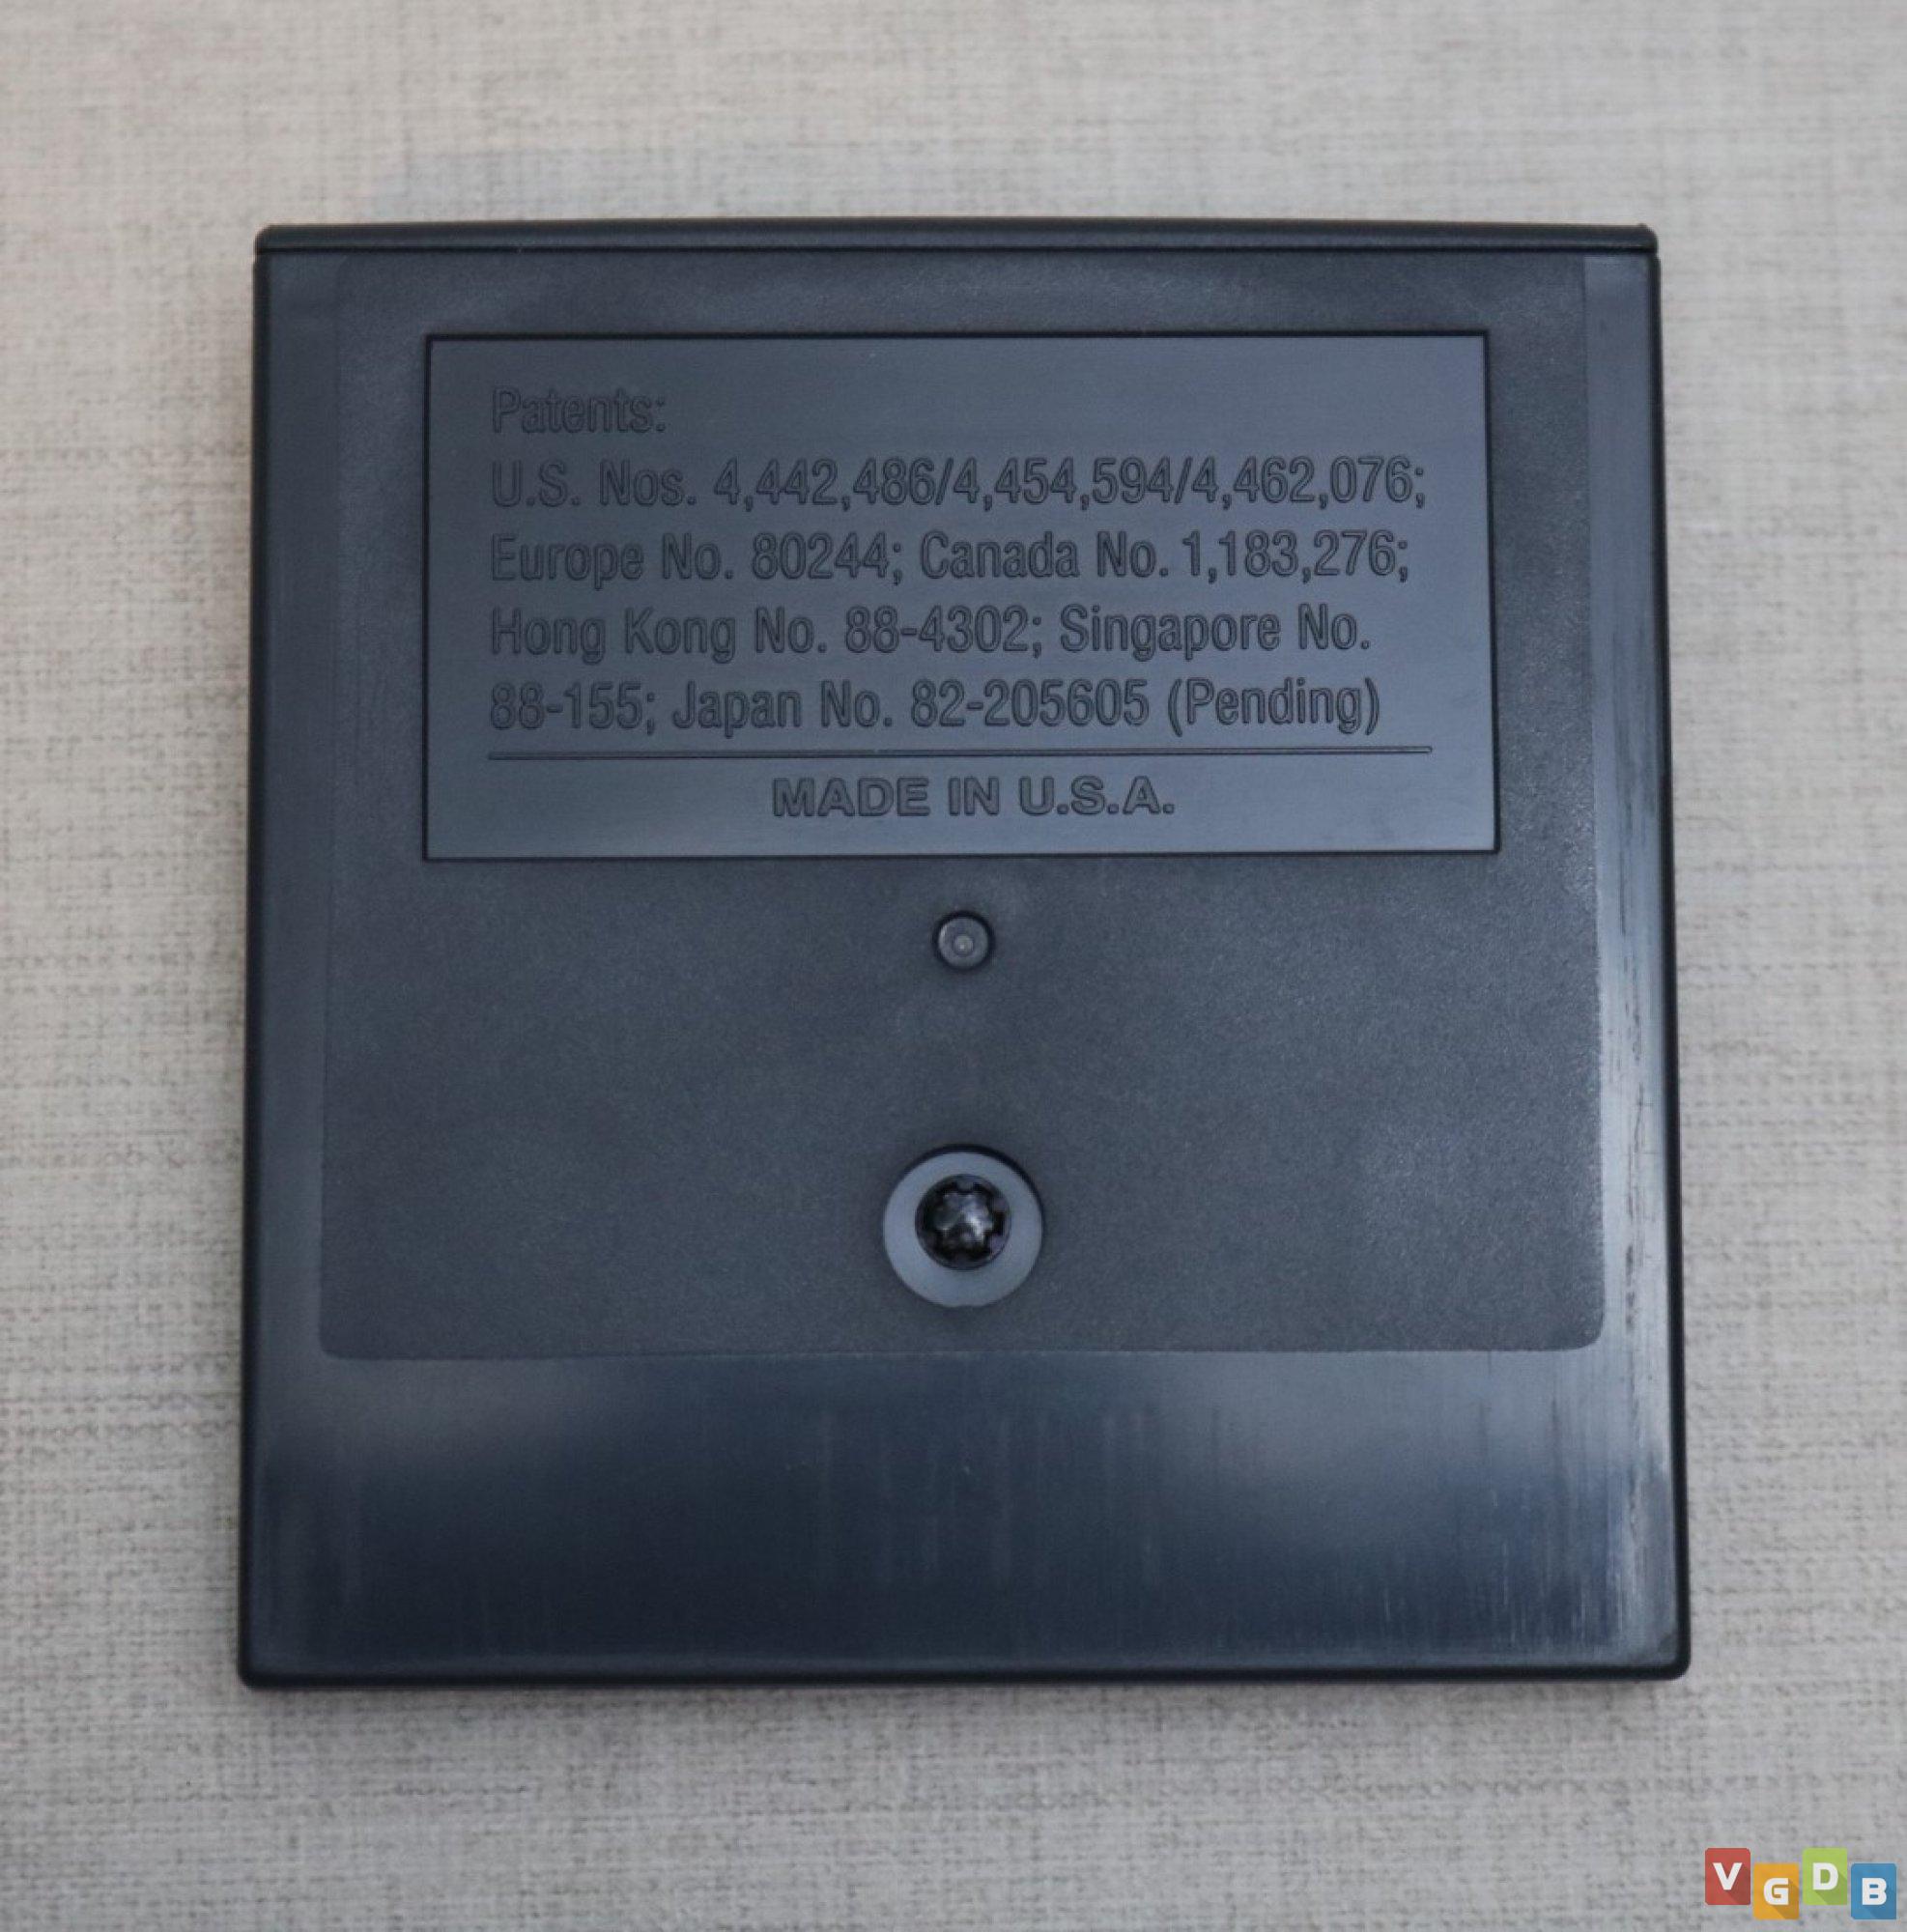 Patents:
U.S. Nos. 4,442,486/4,454,594/4,462,076;
Europe No. 80244; Canada No. 1,183,276;
Hong Kong No. 88-4302; Singapore No.
88-155; Japan No. 82-205605 (Pending)
MADE IN U.S.A.
VGDB